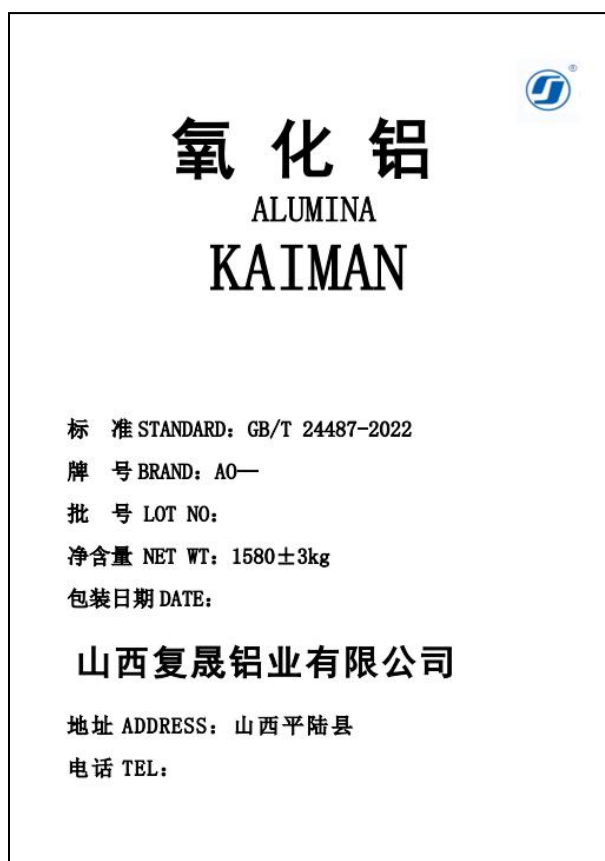 ®
氧化铝
ALUMINA
KAIMAN
标 准 STANDARD: GB/T 24487-2022
牌 号 BRAND: AO—
批 号 LOT NO:
净含量 NET WT: 1580±3kg
包装日期 DATE:
山西复晟铝业有限公司
地址 ADDRESS: 山西平陆县
电话 TEL: